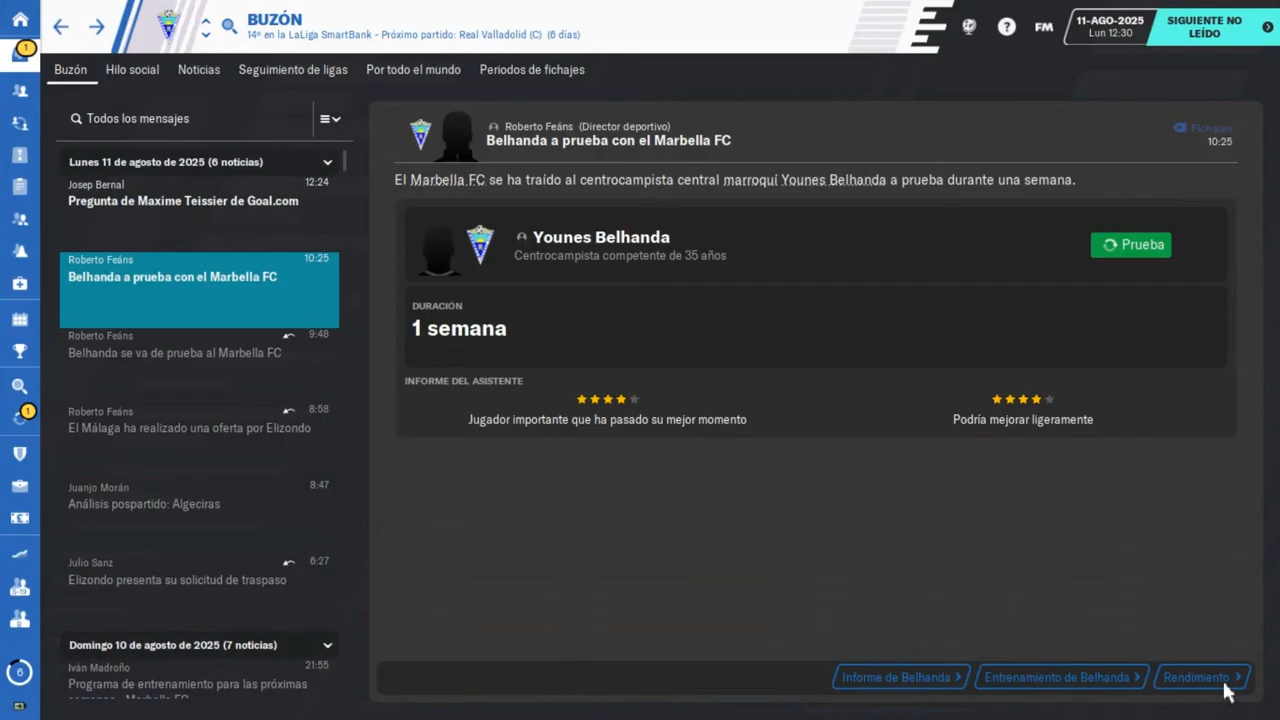 1
BUZÓN
14º en la LaLiga SmartBank - Próximo partido: Real Valladolid (C) (6 días)
?
FM
11-AGO-2025
Lun 12:30
SIGUIENTE NO LEÍDO
Buzón
Hilo social
Noticias
Seguimiento de ligas
Por todo el mundo
Periodos de fichajes
Todos los mensajes
Lunes 11 de agosto de 2025 (6 noticias)
Josep Bernal
12:24
Pregunta de Maxime Teissier de Goal.com
Roberto Feáns
10:25
Belhanda a prueba con el Marbella FC
Roberto Feáns
9:48
Belhanda se va de prueba al Marbella FC
Roberto Feáns
8:58
El Málaga ha realizado una oferta por Elizondo
Juanjo Morán
8:47
Análisis pospartido: Algeciras
Julio Sanz
6:27
Elizondo presenta su solicitud de traspaso
Domingo 10 de agosto de 2025 (7 noticias)
Iván Madroño
21:55
Programa de entrenamiento para las próximas
semanas - Marbella FC
Roberto Feáns (Director deportivo)
Belhanda a prueba con el Marbella FC
Fichajes
10:25
El Marbella FC se ha traído al centrocampista central marroquí Younes Belhanda a prueba durante una semana.
Younes Belhanda
Centrocampista competente de 35 años
Prueba
DURACIÓN
1 semana
INFORME DEL ASISTENTE
Jugador importante que ha pasado su mejor momento
Podría mejorar ligeramente
Informe de Belhanda
Entrenamiento de Belhanda
Rendimiento
1
6